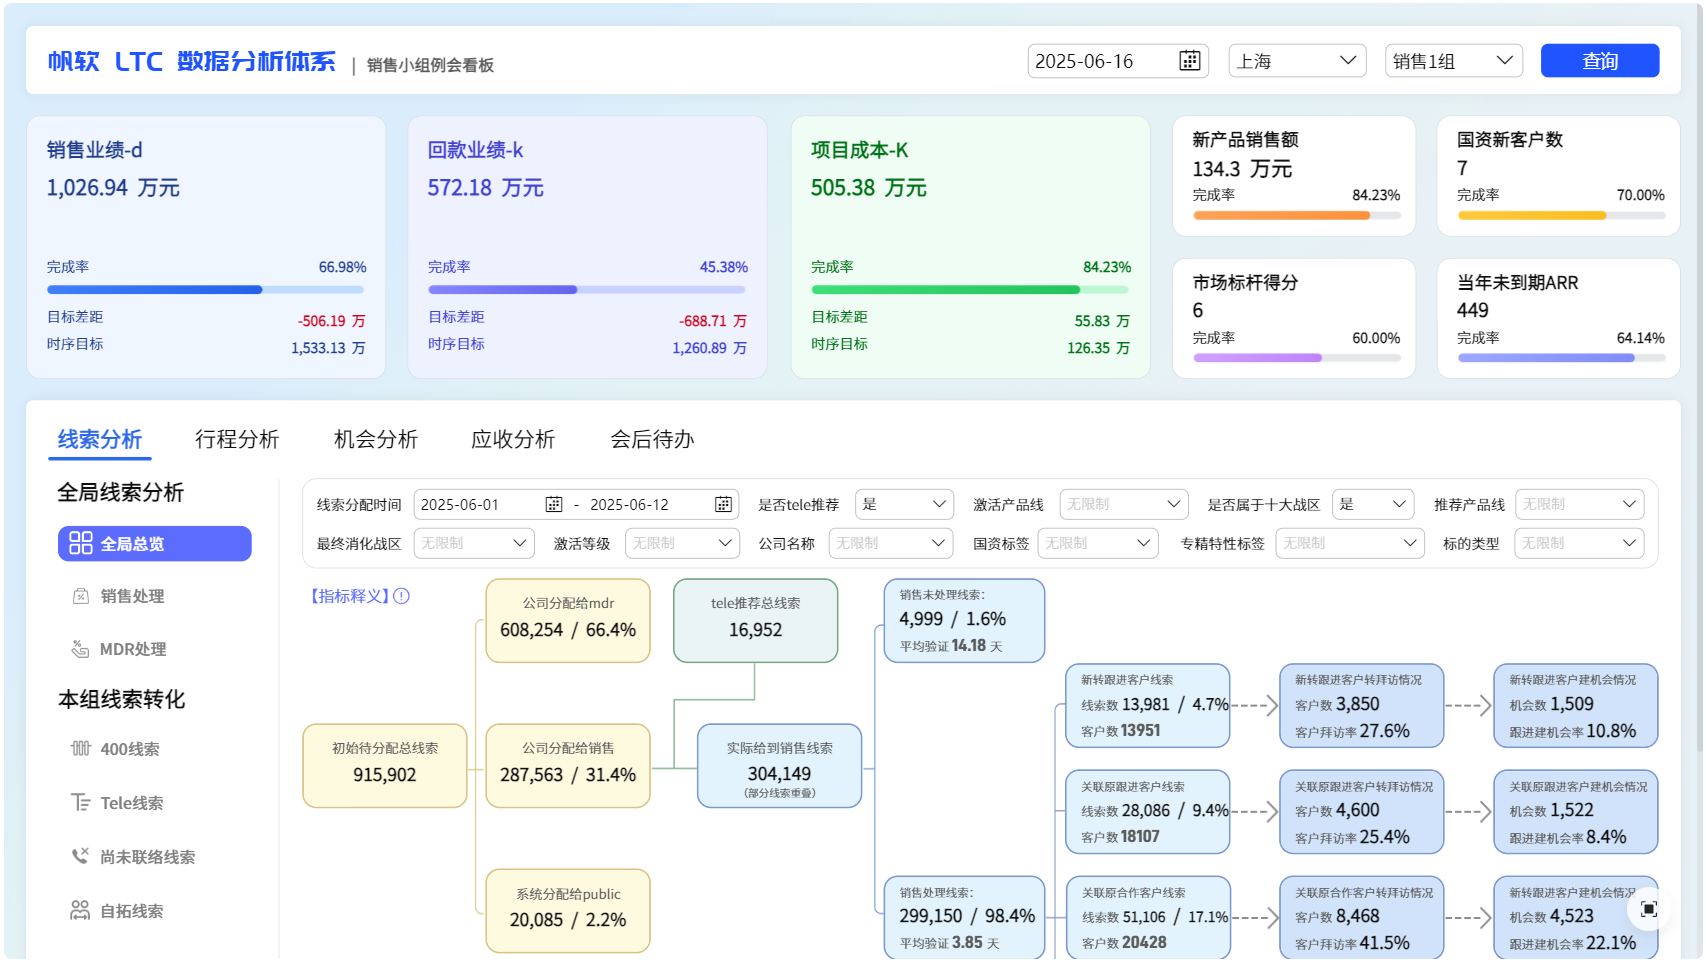 帆软 LTC 数据分析体系 | 销售小组例会看板
2025-06-16
上海
销售1组
查询
销售业绩-d
1,026.94 万元
完成率 66.98%
目标差距 -506.19 万
时序目标 1,533.13 万
回款业绩-k
572.18 万元
完成率 45.38%
目标差距 -688.71 万
时序目标 1,260.89 万
项目成本-K
505.38 万元
完成率 84.23%
目标差距 55.83 万
时序目标 126.35 万
新产品销售额
134.3 万元
完成率 84.23%
国资新客户数
7
完成率 70.00%
市场标杆得分
6
完成率 60.00%
当年未到期ARR
449
完成率 64.14%
线索分析 行程分析 机会分析 应收分析 会后待办
全局线索分析
全局总览
销售处理
MDR处理
本组线索转化
400线索
Tele线索
尚未联络线索
自拓线索
线索分配时间 2025-06-01 - 2025-06-12 是否tele推荐 是 激活产品线 无限制 是否属于十大战区 是 推荐产品线 无限制
最终消化战区 无限制 激活等级 无限制 公司名称 无限制 国资标签 无限制 专精特性标签 无限制 标的类型 无限制
【指标释义】
初始待分配总线索
915,902
公司分配给mdr
608,254 / 66.4%
公司分配给销售
287,563 / 31.4%
系统分配给public
20,085 / 2.2%
tele推荐总线索
16,952
实际给到销售线索
304,149
(部分线索重叠)
销售未处理线索:
4,999 / 1.6%
平均验证 14.18 天
销售处理线索:
299,150 / 98.4%
平均验证 3.85 天
新转跟进客户线索
线索数 13,981 / 4.7%
客户数 13951
新转跟进客户转拜访情况
客户数 3,850
客户拜访率 27.6%
新转跟进客户建机会情况
机会数 1,509
跟进建机会率 10.8%
关联原跟进客户线索
线索数 28,086 / 9.4%
客户数 18107
关联原跟进客户转拜访情况
客户数 4,600
客户拜访率 25.4%
关联原跟进客户建机会情况
机会数 1,522
跟进建机会率 8.4%
关联原合作客户线索
线索数 51,106 / 17.1%
客户数 20428
关联原合作客户转拜访情况
客户数 8,468
客户拜访率 41.5%
新转跟进客户建机会情况
机会数 4,523
跟进建机会率 22.1%